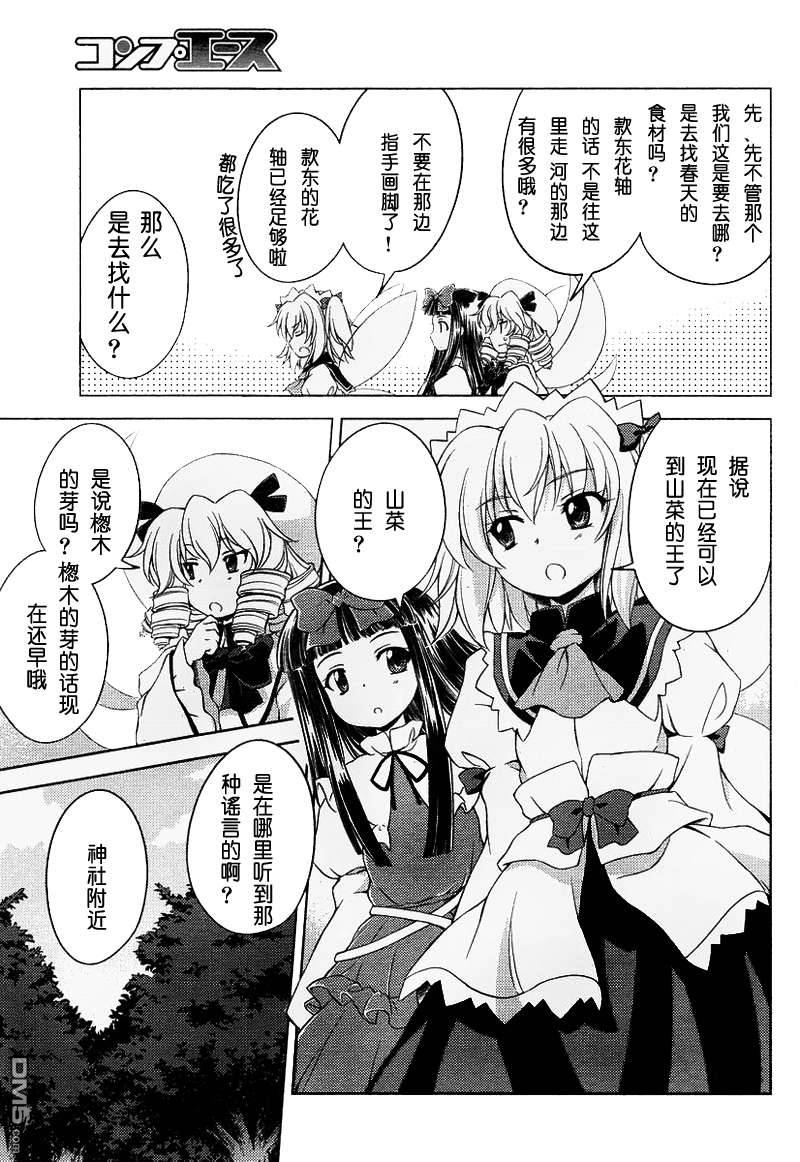 コンプエース
先、先不管那个
我们这是要去哪？
是去找春天的
食材吗？
款东花轴
的话 不是往这
里走 河的那边
有很多哦？
不要在那边
指手画脚了！
款东的花
轴已经足够啦
都吃了很多了
那么
是去找什么？
据说
现在已经可以
到山菜的王了
山菜
的王？
是说楤木
的芽吗？楤木的芽的话现
在还早哦
是在哪里听到那
种谣言的啊？
神社附近
DM5.com